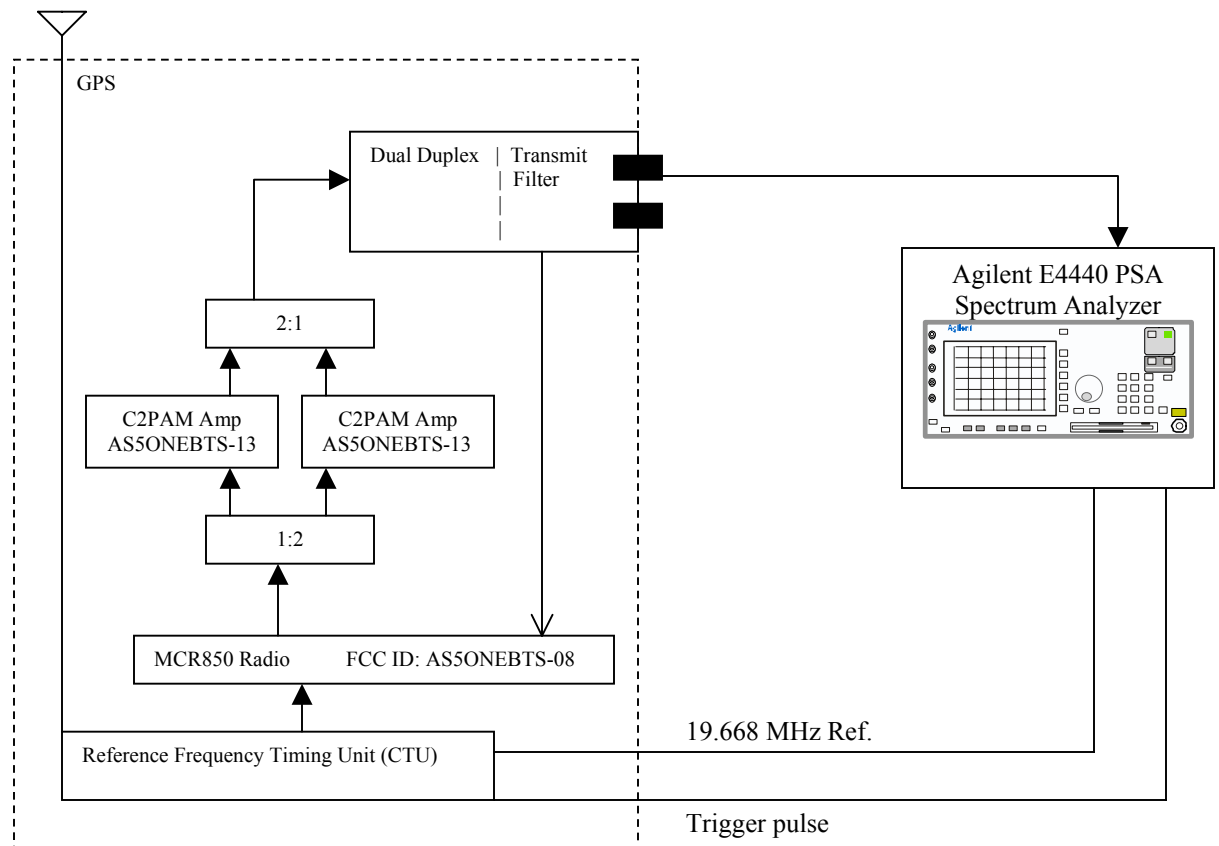 GPS
Dual Duplex | Transmit
| Filter
|
|
Agilent E4440 PSA
Spectrum Analyzer
Agilent
2:1
C2PAM Amp
AS5ONEBTS-13
C2PAM Amp
AS5ONEBTS-13
1:2
MCR850 Radio FCC ID: AS5ONEBTS-08
Reference Frequency Timing Unit (CTU)
19.668 MHz Ref.
Trigger pulse